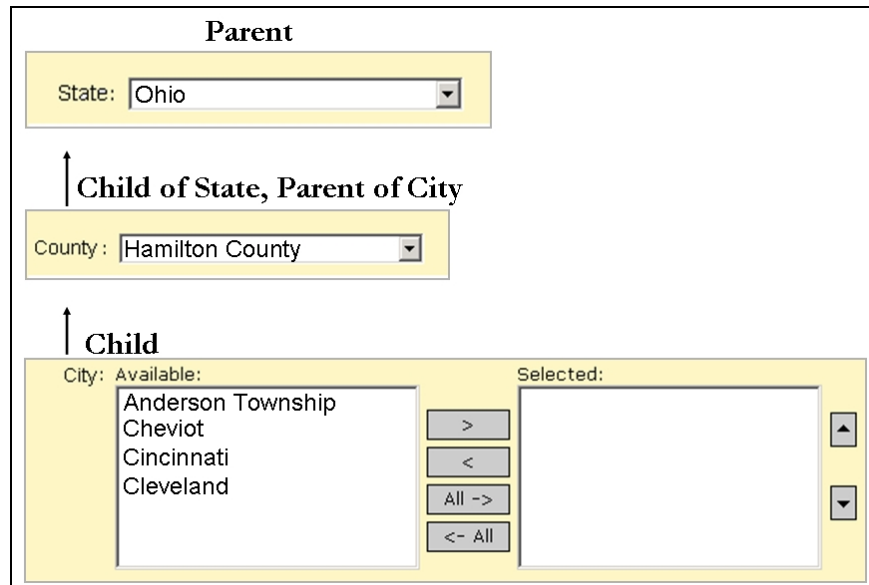 Parent
State: Ohio
Child of State, Parent of City
County : Hamilton County
Child
City: Available: Selected:
Anderson Township
Cheviot
Cincinnati
Cleveland
>
<
All ->
<- All